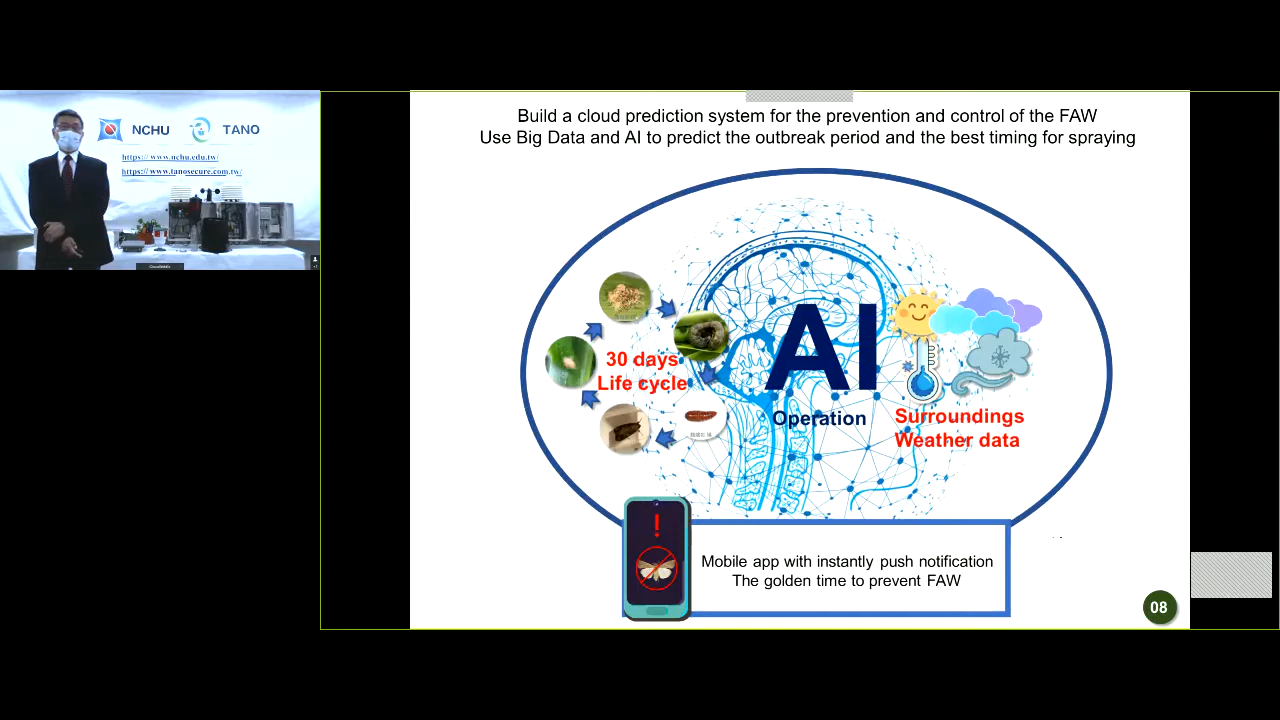 NCHU
TANO
https://www.nchu.edu.tw/
https://www.tanosecure.com.tw/
Build a cloud prediction system for the prevention and control of the FAW
Use Big Data and AI to predict the outbreak period and the best timing for spraying
30 days
Life cycle
AI
Operation
Surroundings
Weather data
!
Mobile app with instantly push notification
The golden time to prevent FAW
08